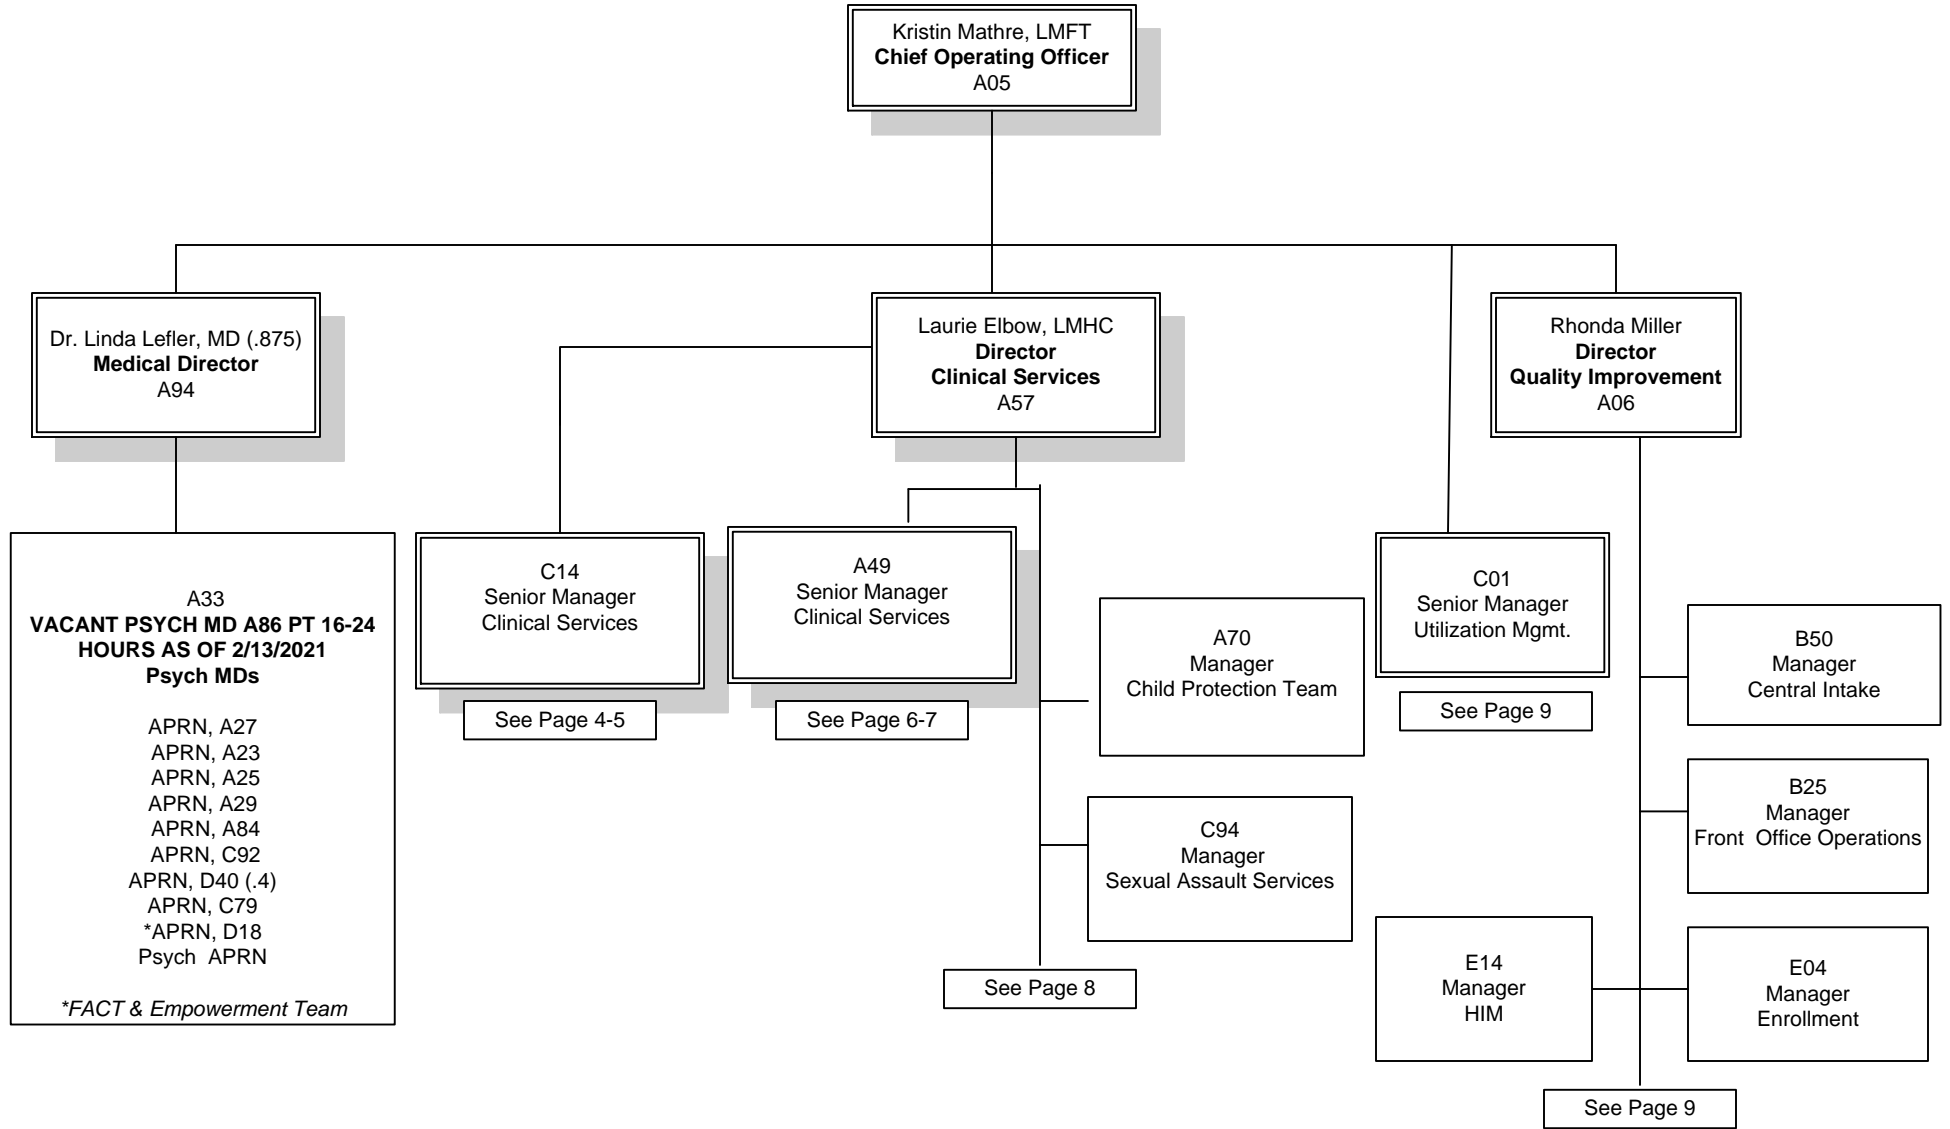 Kristin Mathre, LMFT
Chief Operating Officer
A05
Dr. Linda Lefler, MD (.875)
Medical Director
A94
Laurie Elbow, LMHC
Director
Clinical Services
A57
Rhonda Miller
Director
Quality Improvement
A06
A33
VACANT PSYCH MD A86 PT 16-24
HOURS AS OF 2/13/2021
Psych MDs
APRN, A27
APRN, A23
APRN, A25
APRN, A29
APRN, A84
APRN, C92
APRN, D40 (.4)
APRN, C79
*APRN, D18
Psych APRN
*FACT & Empowerment Team
C14
Senior Manager
Clinical Services
See Page 4-5
A49
Senior Manager
Clinical Services
See Page 6-7
A70
Manager
Child Protection Team
C94
Manager
Sexual Assault Services
See Page 8
C01
Senior Manager
Utilization Mgmt.
See Page 9
B50
Manager
Central Intake
B25
Manager
Front Office Operations
E14
Manager
HIM
E04
Manager
Enrollment
See Page 9